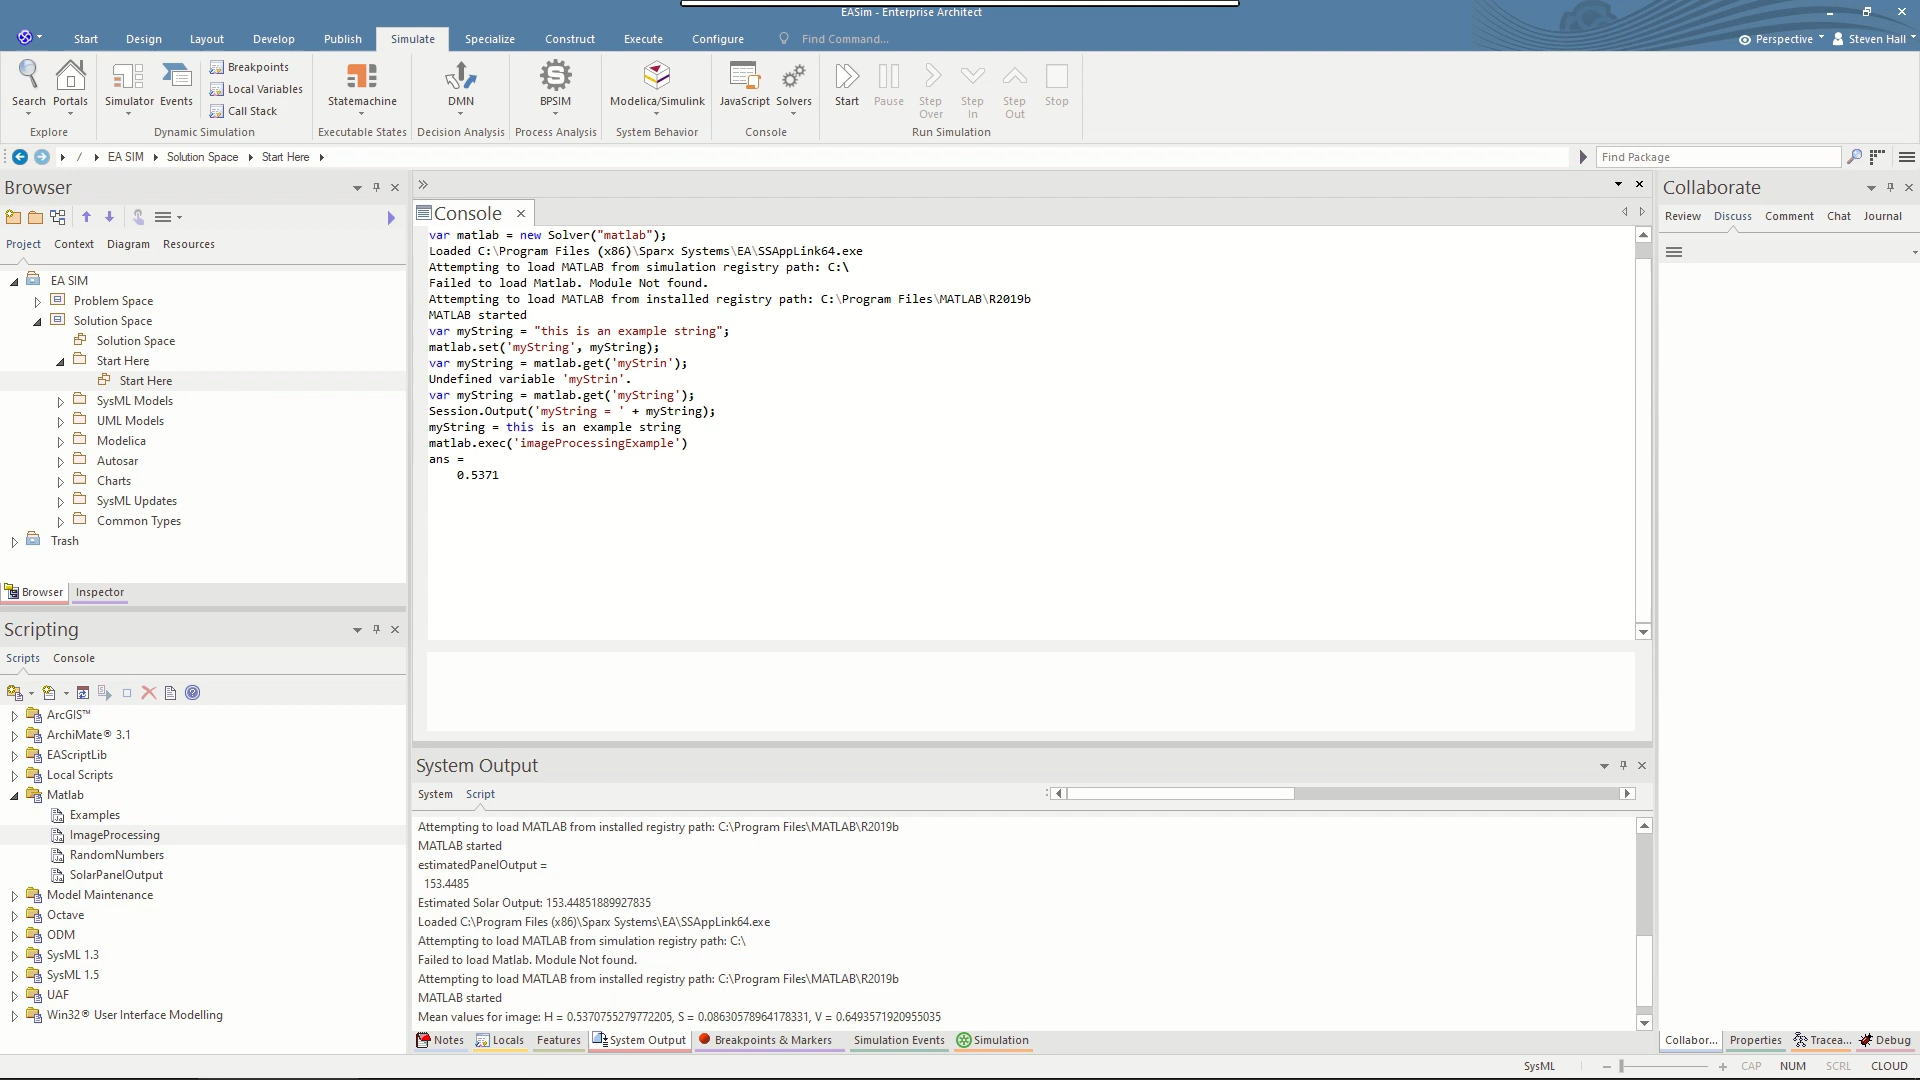 EASim - Enterprise Architect
Start Design Layout Develop Publish Simulate Specialize Construct Execute Configure Find Command...
Perspective Steven Hall
Search Portals Simulator Events Breakpoints Local Variables Call Stack Statemachine DMN BPSIM Modelica/Simulink JavaScript Solvers Start Pause Step Over Step In Step Out Stop
Explore Dynamic Simulation Executable States Decision Analysis Process Analysis System Behavior Console Run Simulation
/ EA SIM Solution Space Start Here
Find Package
Browser
Project Context Diagram Resources
EA SIM
Problem Space
Solution Space
Solution Space
Start Here
Start Here
SysML Models
UML Models
Modelica
Autosar
Charts
SysML Updates
Common Types
Trash
Browser Inspector
Scripting
Scripts Console
ArcGIS™
ArchiMate® 3.1
EAScriptLib
Local Scripts
Matlab
Examples
ImageProcessing
RandomNumbers
SolarPanelOutput
Model Maintenance
Octave
ODM
SysML 1.3
SysML 1.5
UAF
Win32® User Interface Modelling
Console
var matlab = new Solver("matlab");
Loaded C:\Program Files (x86)\Sparx Systems\EA\SSAppLink64.exe
Attempting to load MATLAB from simulation registry path: C:\
Failed to load Matlab. Module Not found.
Attempting to load MATLAB from installed registry path: C:\Program Files\MATLAB\R2019b
MATLAB started
var myString = "this is an example string";
matlab.set('myString', myString);
var myString = matlab.get('myStrin');
Undefined variable 'myStrin'.
var myString = matlab.get('myString');
Session.Output('myString = ' + myString);
myString = this is an example string
matlab.exec('imageProcessingExample')
ans =
0.5371
System Output
System Script
Attempting to load MATLAB from installed registry path: C:\Program Files\MATLAB\R2019b
MATLAB started
estimatedPanelOutput =
153.4485
Estimated Solar Output: 153.44851889927835
Loaded C:\Program Files (x86)\Sparx Systems\EA\SSAppLink64.exe
Attempting to load MATLAB from simulation registry path: C:\
Failed to load Matlab. Module Not found.
Attempting to load MATLAB from installed registry path: C:\Program Files\MATLAB\R2019b
MATLAB started
Mean values for image: H = 0.5370755279772205, S = 0.08630578964178331, V = 0.6493571920955035
Notes Locals Features System Output Breakpoints & Markers Simulation Events Simulation
Collaborate
Review Discuss Comment Chat Journal
Collabor... Properties Tracea... Debug
SysML CAP NUM SCRL CLOUD